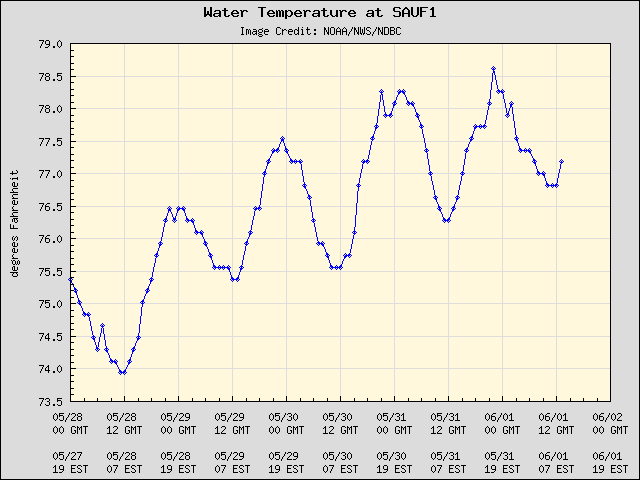 Water Temperature at SAUF1
Image Credit: NOAA/NWS/NDBC
degrees Fahrenheit
79.0
78.5
78.0
77.5
77.0
76.5
76.0
75.5
75.0
74.5
74.0
73.5
05/28 05/28 05/29 05/29 05/30 05/30 05/31 05/31 06/01 06/01 06/02
00 GMT 12 GMT 00 GMT 12 GMT 00 GMT 12 GMT 00 GMT 12 GMT 00 GMT 12 GMT 00 GMT
05/27 05/28 05/28 05/29 05/29 05/30 05/30 05/31 05/31 06/01 06/01
19 EST 07 EST 19 EST 07 EST 19 EST 07 EST 19 EST 07 EST 19 EST 07 EST 19 EST